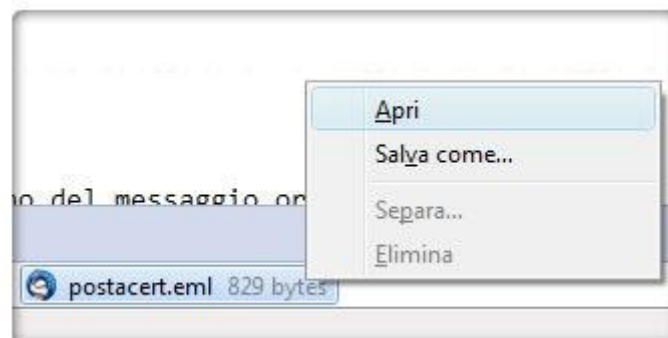 Apri
Salva come...
no del messaggio or
Separa...
Elimina
postacert.eml 829 bytes